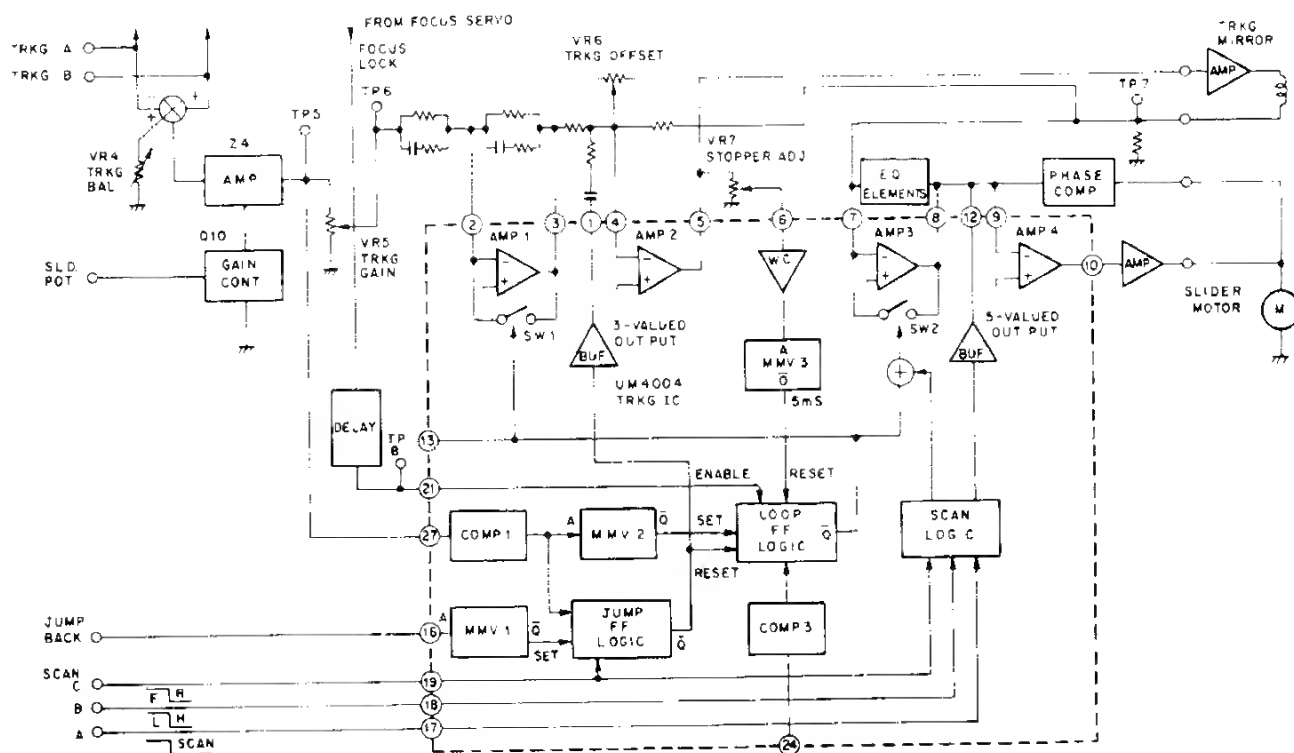 FROM FOCUS SERVO
FOCUS
LOCK
TRKG A
TRKG B
VR6
TRKG OFFSET
TRKG
MIRROR
AMP
TP5
TP6
TP7
+
+
VR4
TRKG
BAL
24
AMP
VR5
TRKG
GAIN
Q10
GAIN
CONT
SLD.
POT
VR7
STOPPER ADJ
EQ
ELEMENTS
PHASE
COMP
2
3
1
4
5
6
7
8
12
9
AMP 1
AMP 2
W.C
AMP 3
AMP 4
10
AMP
SLIDER
MOTOR
M
SW1
3-VALUED
OUTPUT
BUF
A
MMV 3
Q
5mS
SW2
5-VALUED
OUT PUT
BUF
UM4004
TRKG IC
DELAY
TP
8
13
21
27
ENABLE
RESET
COMP 1
A
MMV 2
Q
SET
LOOP
FF
LOGIC
Q
RESET
SCAN
LOGIC
COMP 3
JUMP
BACK
16
A
MMV 1
Q
SET
JUMP
FF
LOGIC
Q
SCAN
C
19
F R
B
18
L H
A
17
SCAN
24